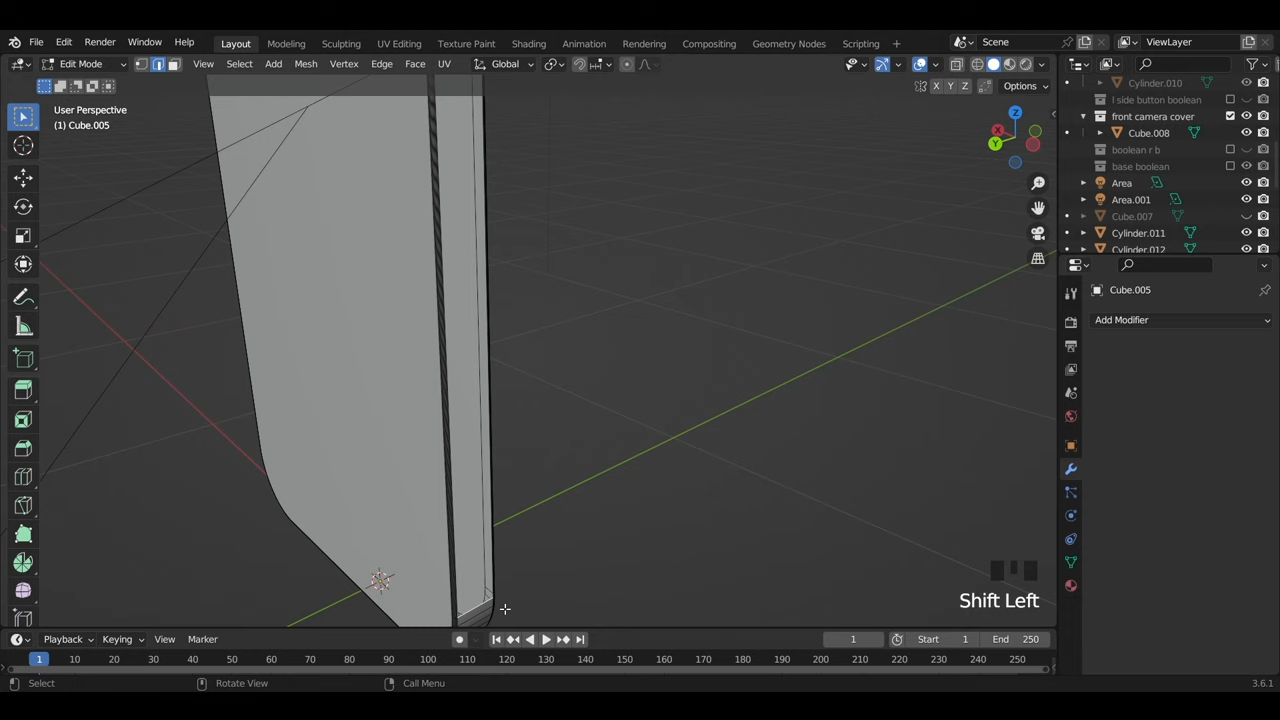 File Edit Render Window Help Layout Modeling Sculpting UV Editing Texture Paint Shading Animation Rendering Compositing Geometry Nodes Scripting + Scene ViewLayer
Edit Mode View Select Add Mesh Vertex Edge Face UV Global
X Y Z Options
User Perspective
(1) Cube.005
Z
X
Y
Cylinder.010
l side button boolean
front camera cover
Cube.008
boolean r b
base boolean
Area
Area.001
Cube.007
Cylinder.011
Cylinder.012
Cube.005
Add Modifier
Shift Left
Playback Keying View Marker 1 Start 1 End 250
1 10 20 30 40 50 60 70 80 90 100 110 120 130 140 150 160 170 180 190 200 210 220 230 240 250
Select Rotate View Call Menu 3.6.1